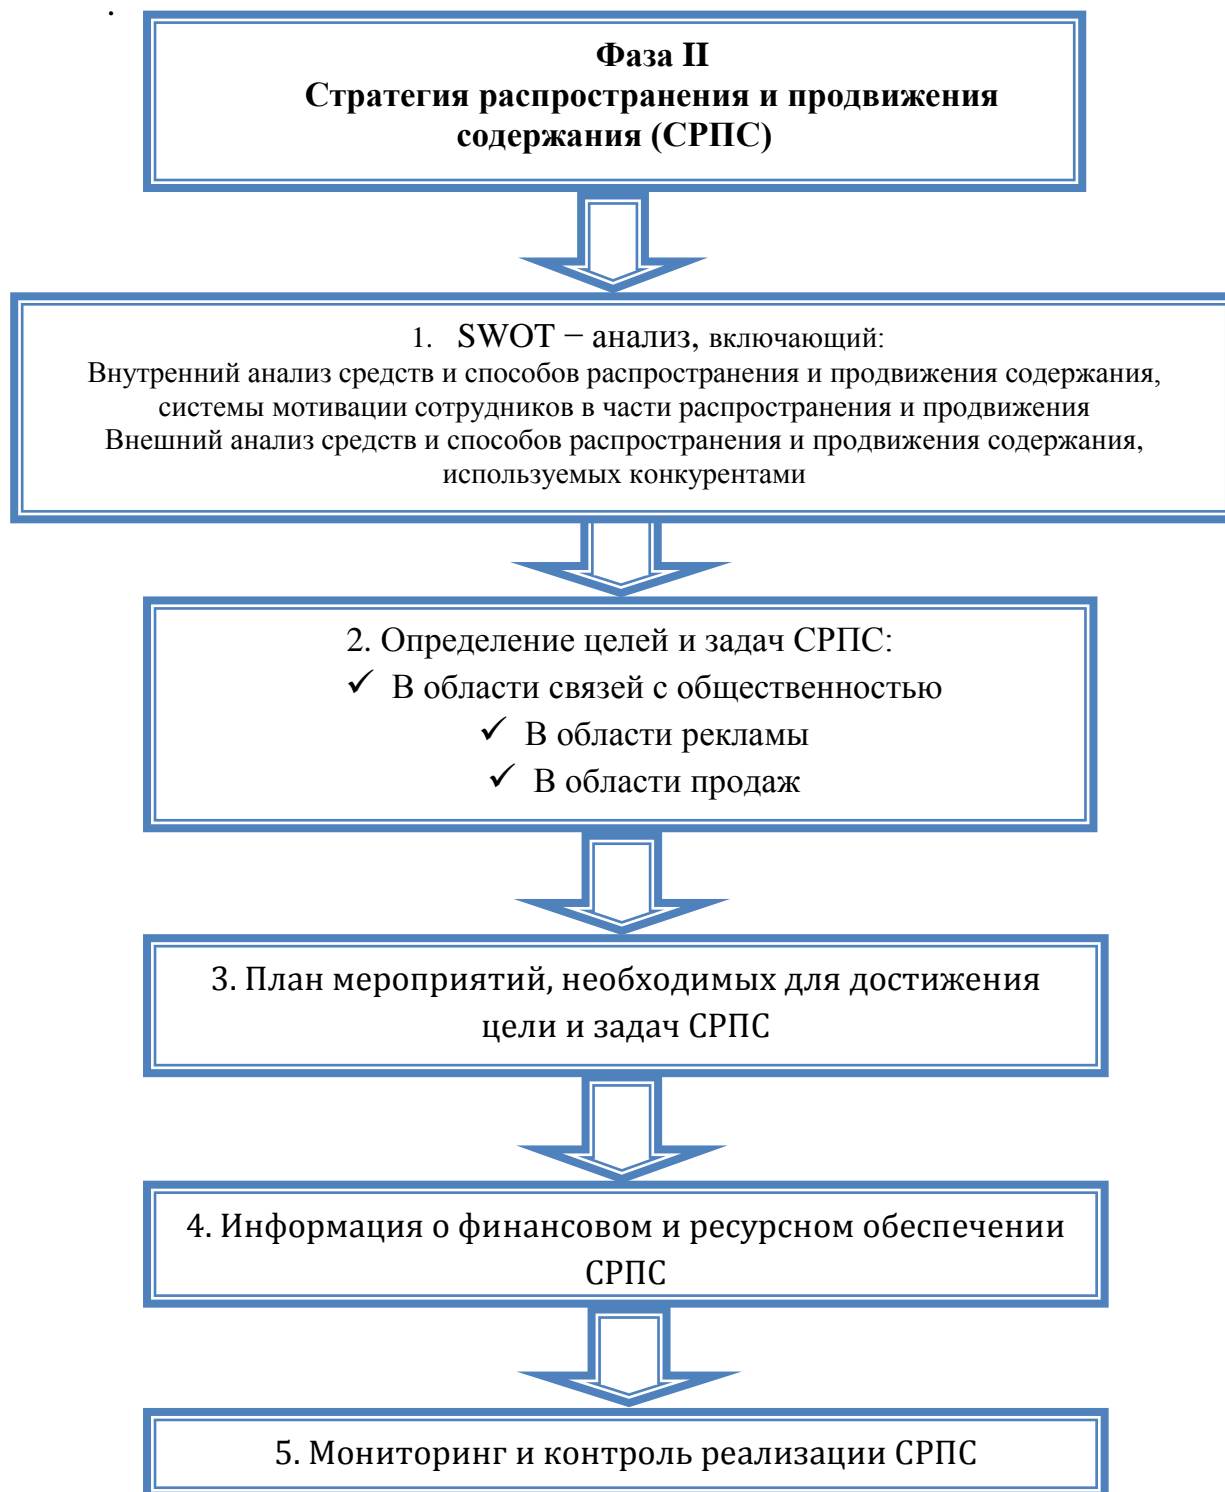 .
Фаза II
Стратегия распространения и продвижения
содержания (СРПС)
1. SWOT – анализ, включающий:
Внутренний анализ средств и способов распространения и продвижения содержания,
системы мотивации сотрудников в части распространения и продвижения
Внешний анализ средств и способов распространения и продвижения содержания,
используемых конкурентами
2. Определение целей и задач СРПС:
✓ В области связей с общественностью
✓ В области рекламы
✓ В области продаж
3. План мероприятий, необходимых для достижения
цели и задач СРПС
4. Информация о финансовом и ресурсном обеспечении
СРПС
5. Мониторинг и контроль реализации СРПС